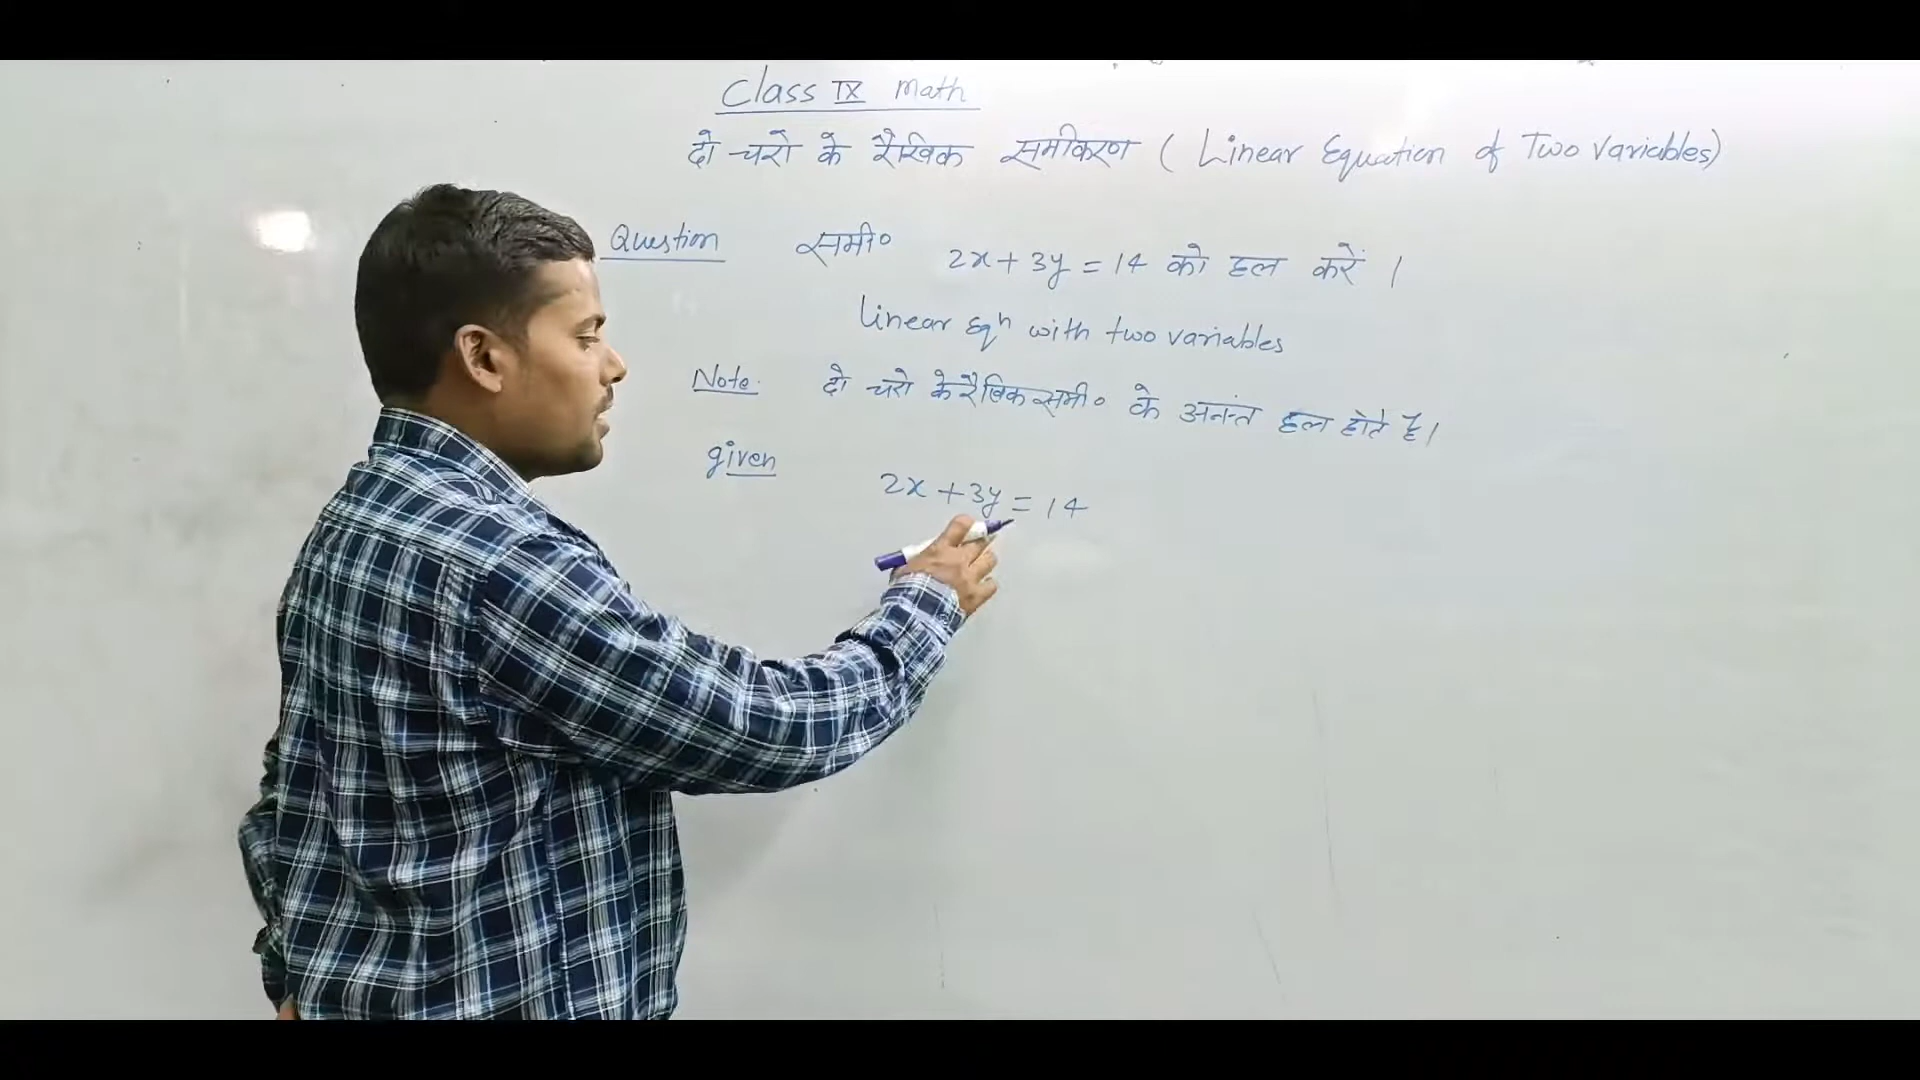 Class IX Math
दो चरो के रैखिक समीकरण ( Linear Equation of Two Variables)
Question समी० 2x + 3y = 14 को हल करें ।
Linear Eqⁿ with two variables
Note. दो चरो के रैखिक समी० के अनंत हल होते है।
given 2x + 3y = 14